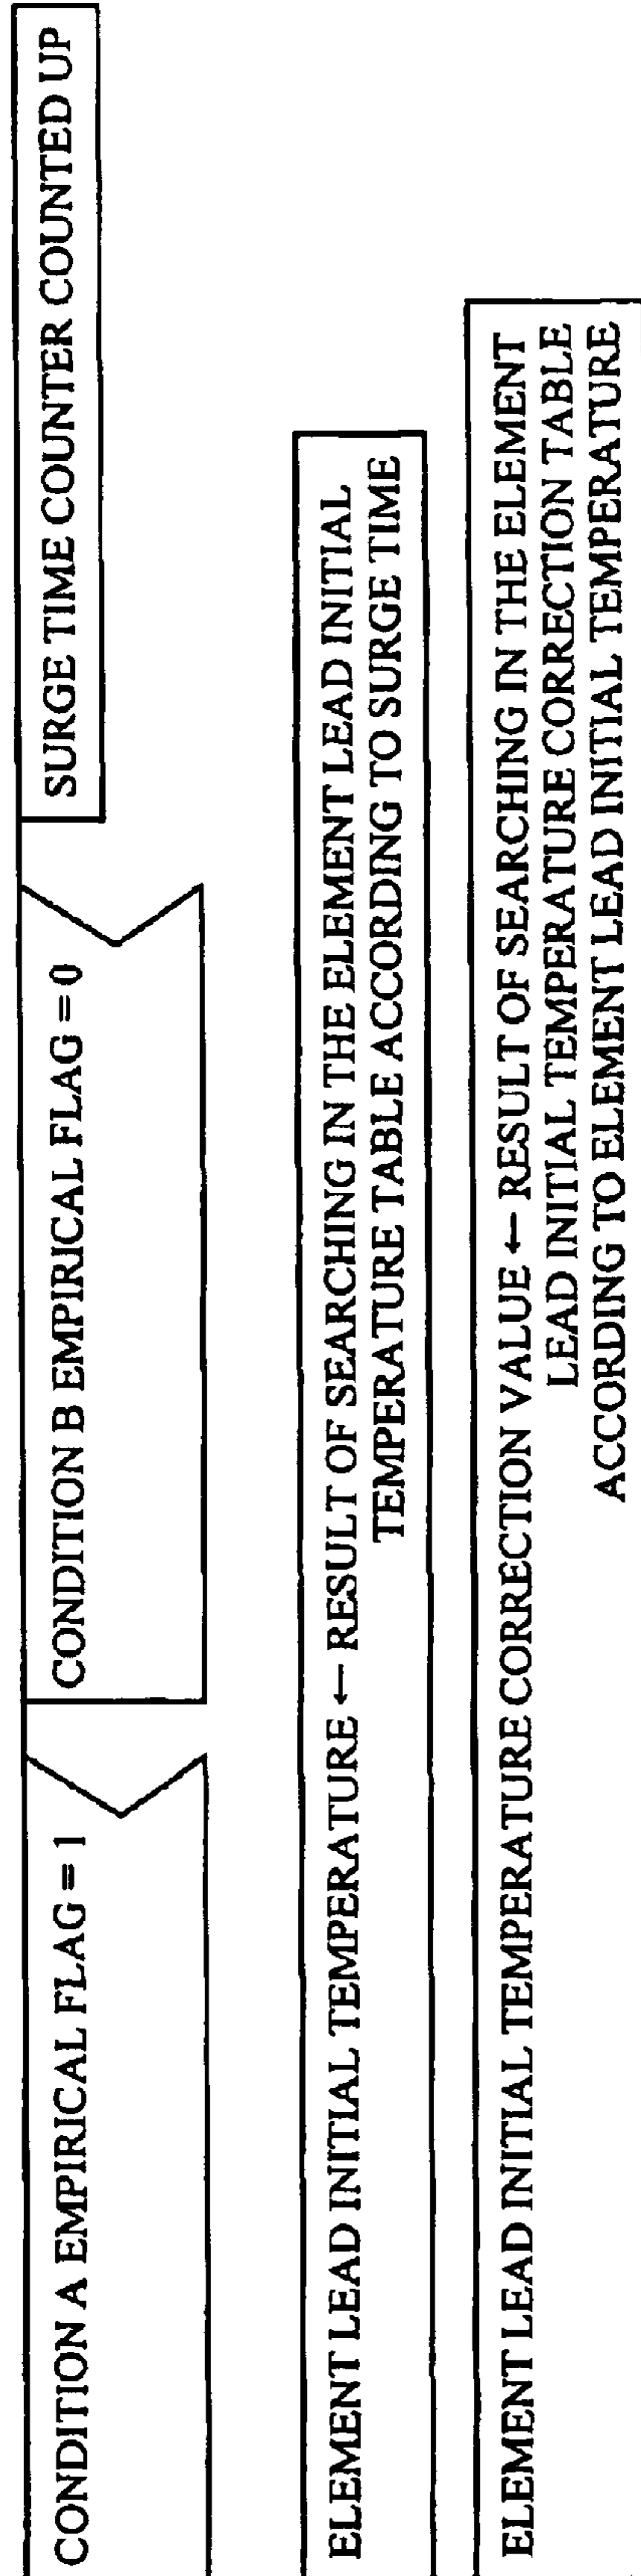 CONDITION A EMPIRICAL FLAG = 1
CONDITION B EMPIRICAL FLAG = 0
SURGE TIME COUNTER COUNTED UP
ELEMENT LEAD INITIAL TEMPERATURE ← RESULT OF SEARCHING IN THE ELEMENT LEAD INITIAL
TEMPERATURE TABLE ACCORDING TO SURGE TIME
ELEMENT LEAD INITIAL TEMPERATURE CORRECTION VALUE ← RESULT OF SEARCHING IN THE ELEMENT
LEAD INITIAL TEMPERATURE CORRECTION TABLE
ACCORDING TO ELEMENT LEAD INITIAL TEMPERATURE